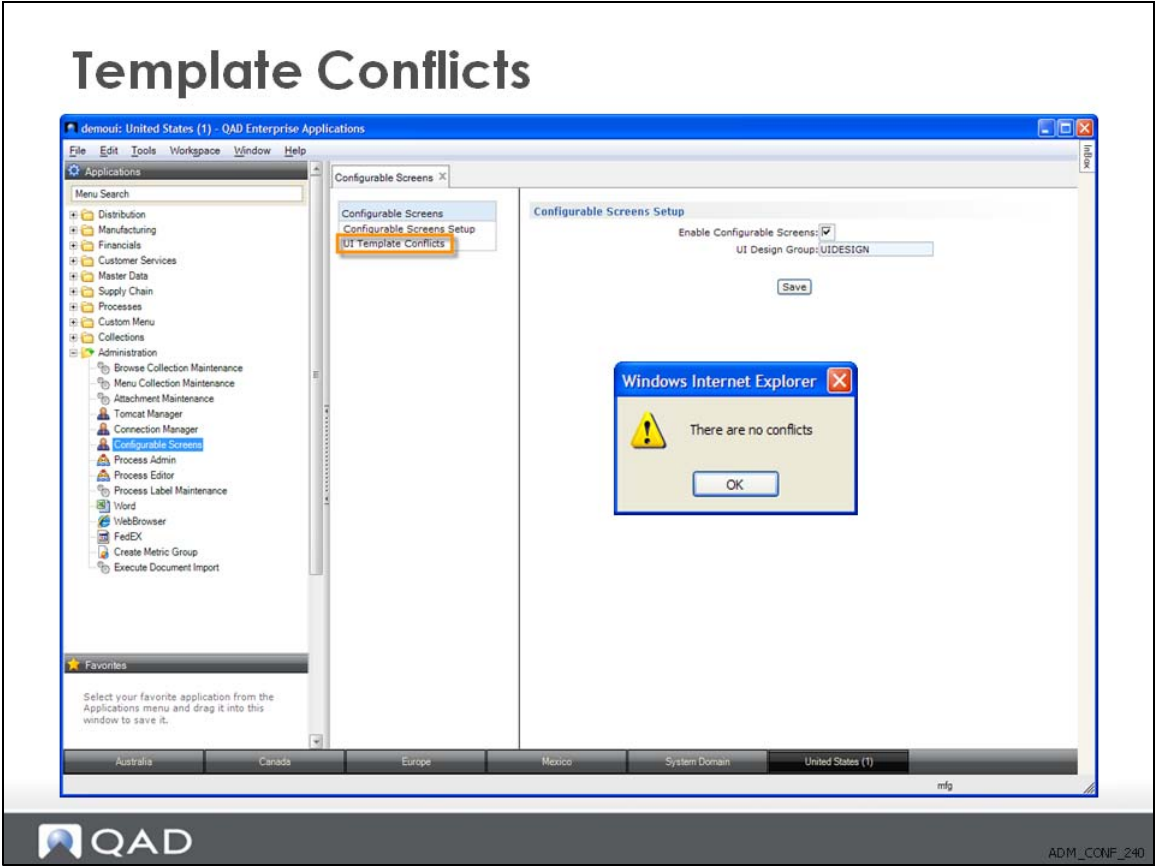 Template Conflicts
demoui: United States (1) - QAD Enterprise Applications
File Edit Tools Workspace Window Help
InBox
Applications
Menu Search
Distribution
Manufacturing
Financials
Customer Services
Master Data
Supply Chain
Processes
Custom Menu
Collections
Administration
Browse Collection Maintenance
Menu Collection Maintenance
Attachment Maintenance
Tomcat Manager
Connection Manager
Configurable Screens
Process Admin
Process Editor
Process Label Maintenance
Word
WebBrowser
FedEX
Create Metric Group
Execute Document Import
Favorites
Select your favorite application from the
Applications menu and drag it into this
window to save it.
Configurable Screens X
Configurable Screens
Configurable Screens Setup
UI Template Conflicts
Configurable Screens Setup
Enable Configurable Screens:
UI Design Group: UIDESIGN
Save
Windows Internet Explorer
There are no conflicts
OK
Australia Canada Europe Mexico System Domain United States (1)
mfg
QAD
ADM_CONF_240